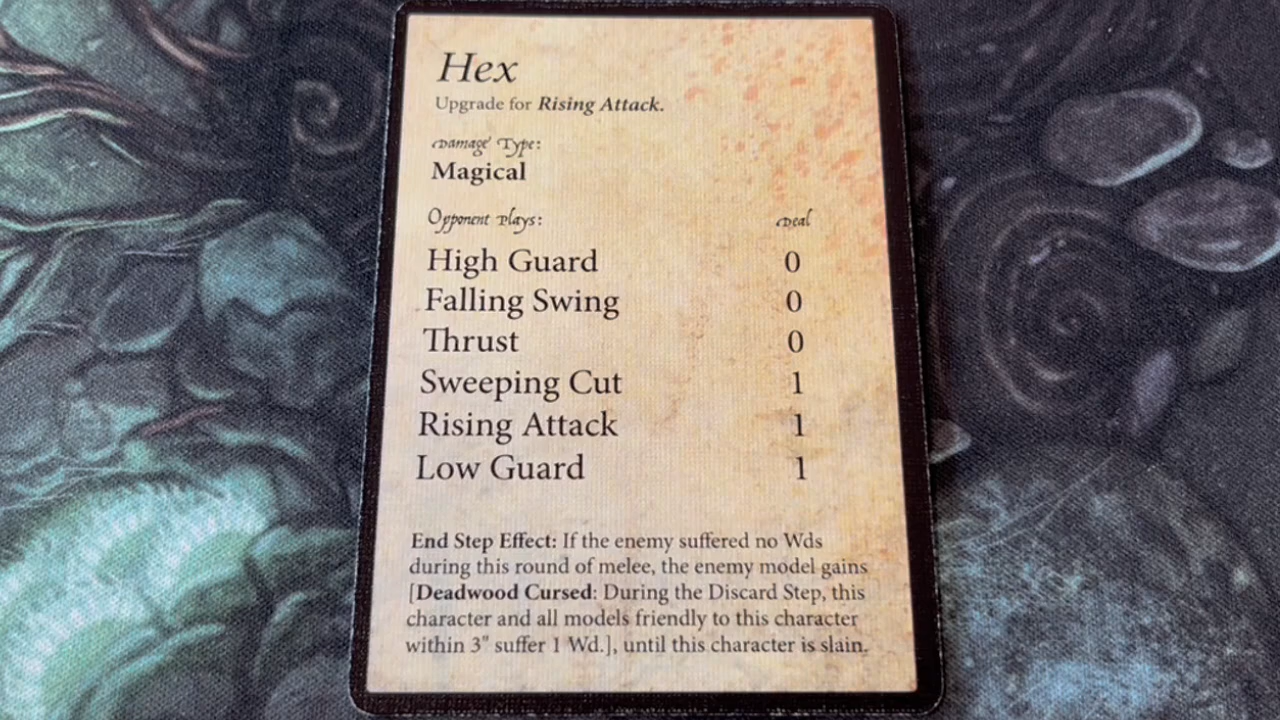 Hex
Upgrade for Rising Attack.
Damage Type:
Magical
Opponent Plays: Deal
High Guard 0
Falling Swing 0
Thrust 0
Sweeping Cut 1
Rising Attack 1
Low Guard 1
End Step Effect: If the enemy suffered no Wds
during this round of melee, the enemy model gains
[Deadwood Cursed: During the Discard Step, this
character and all models friendly to this character
within 3" suffer 1 Wd.], until this character is slain.